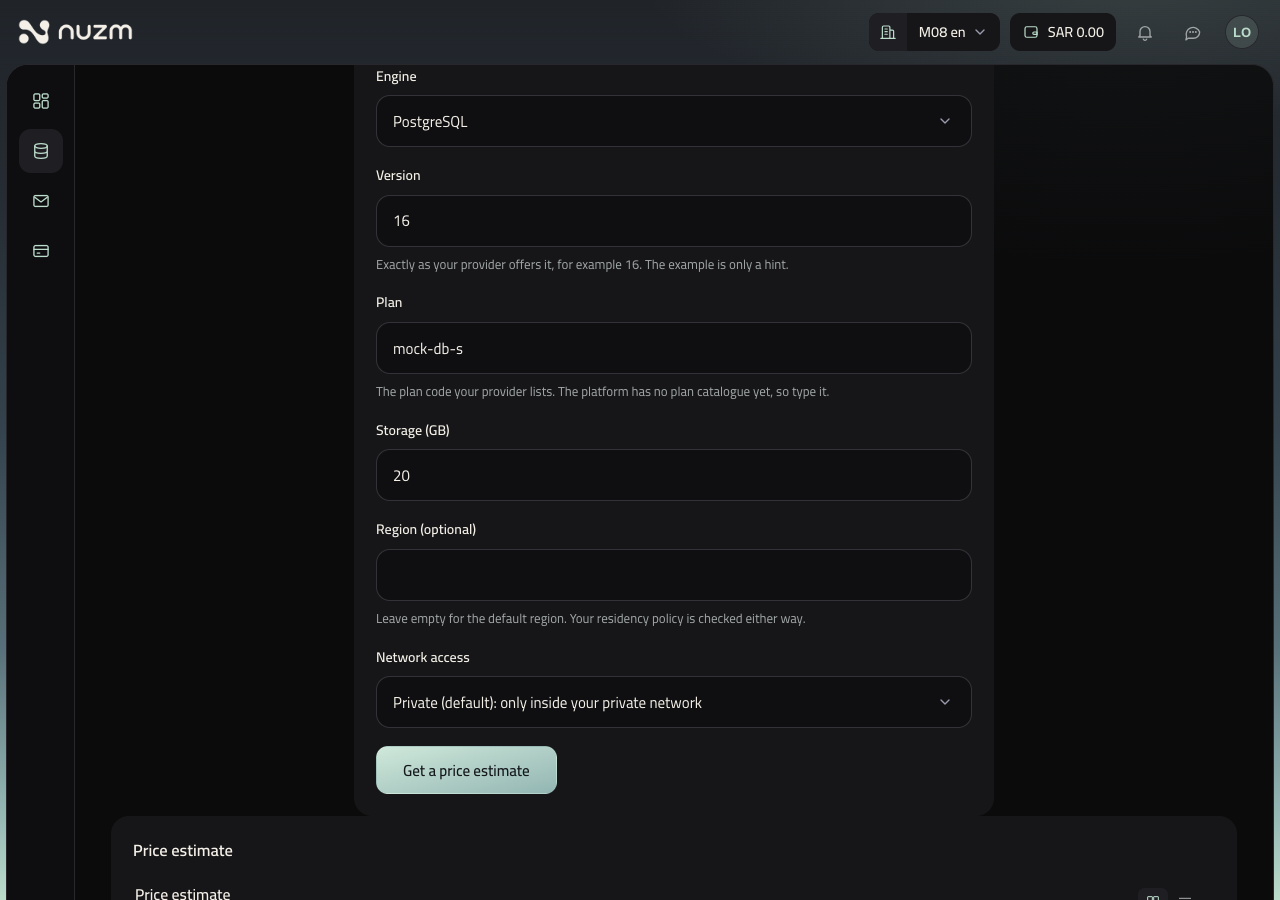 nuzm
M08 en
SAR 0.00
LO
Engine
PostgreSQL
Version
16
Exactly as your provider offers it, for example 16. The example is only a hint.
Plan
mock-db-s
The plan code your provider lists. The platform has no plan catalogue yet, so type it.
Storage (GB)
20
Region (optional)
Leave empty for the default region. Your residency policy is checked either way.
Network access
Private (default): only inside your private network
Get a price estimate
Price estimate
Price estimate